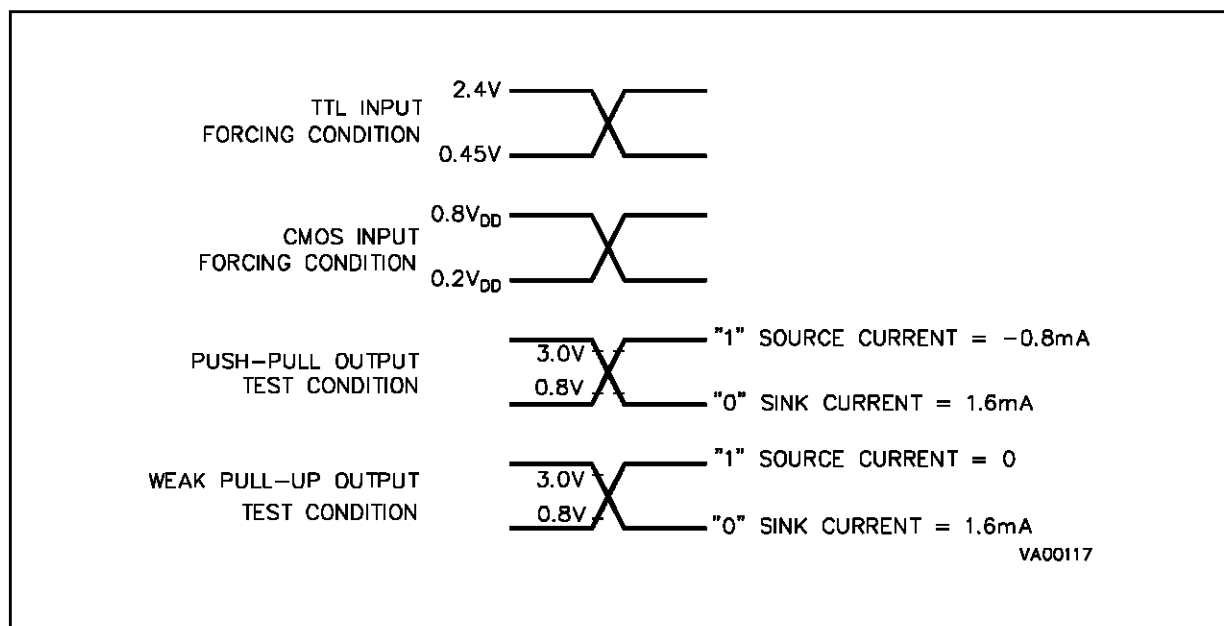 TTL INPUT
FORCING CONDITION
2.4V
0.45V
CMOS INPUT
FORCING CONDITION
0.8VDD
0.2VDD
PUSH-PULL OUTPUT
TEST CONDITION
3.0V
0.8V
"1" SOURCE CURRENT = -0.8mA
"0" SINK CURRENT = 1.6mA
WEAK PULL-UP OUTPUT
TEST CONDITION
3.0V
0.8V
"1" SOURCE CURRENT = 0
"0" SINK CURRENT = 1.6mA
VA00117